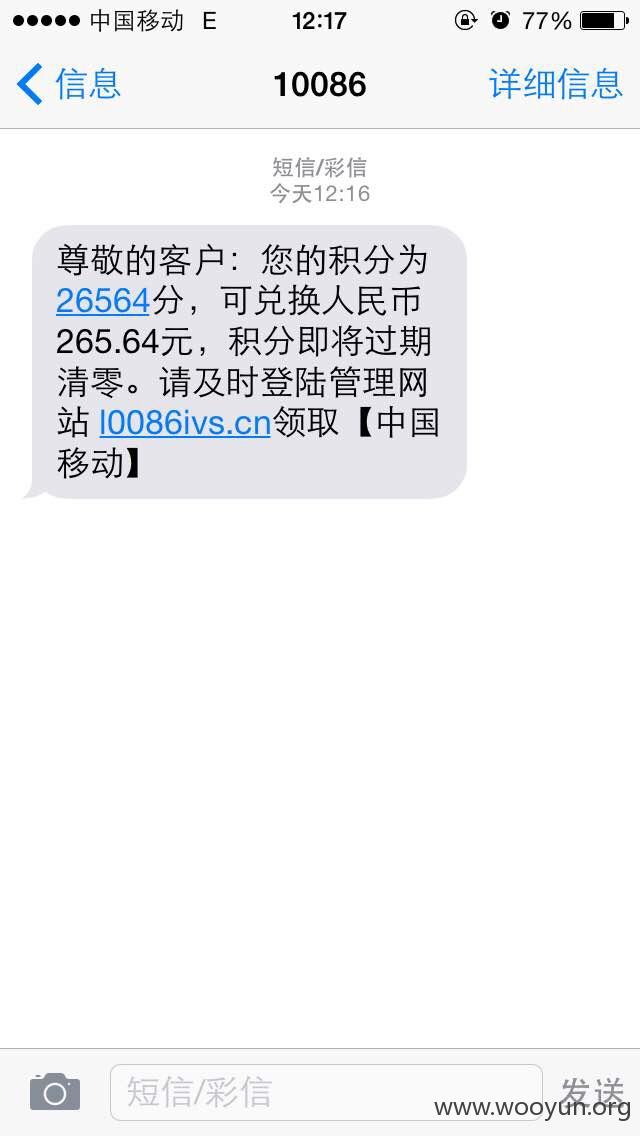 中国移动 E 12:17 77%
信息 10086 详细信息
短信/彩信
今天12:16
尊敬的客户：您的积分为
26564分，可兑换人民币
265.64元，积分即将过期
清零。请及时登陆管理网
站 l0086ivs.cn领取【中国
移动】
短信/彩信 发送
www.wooyun.org